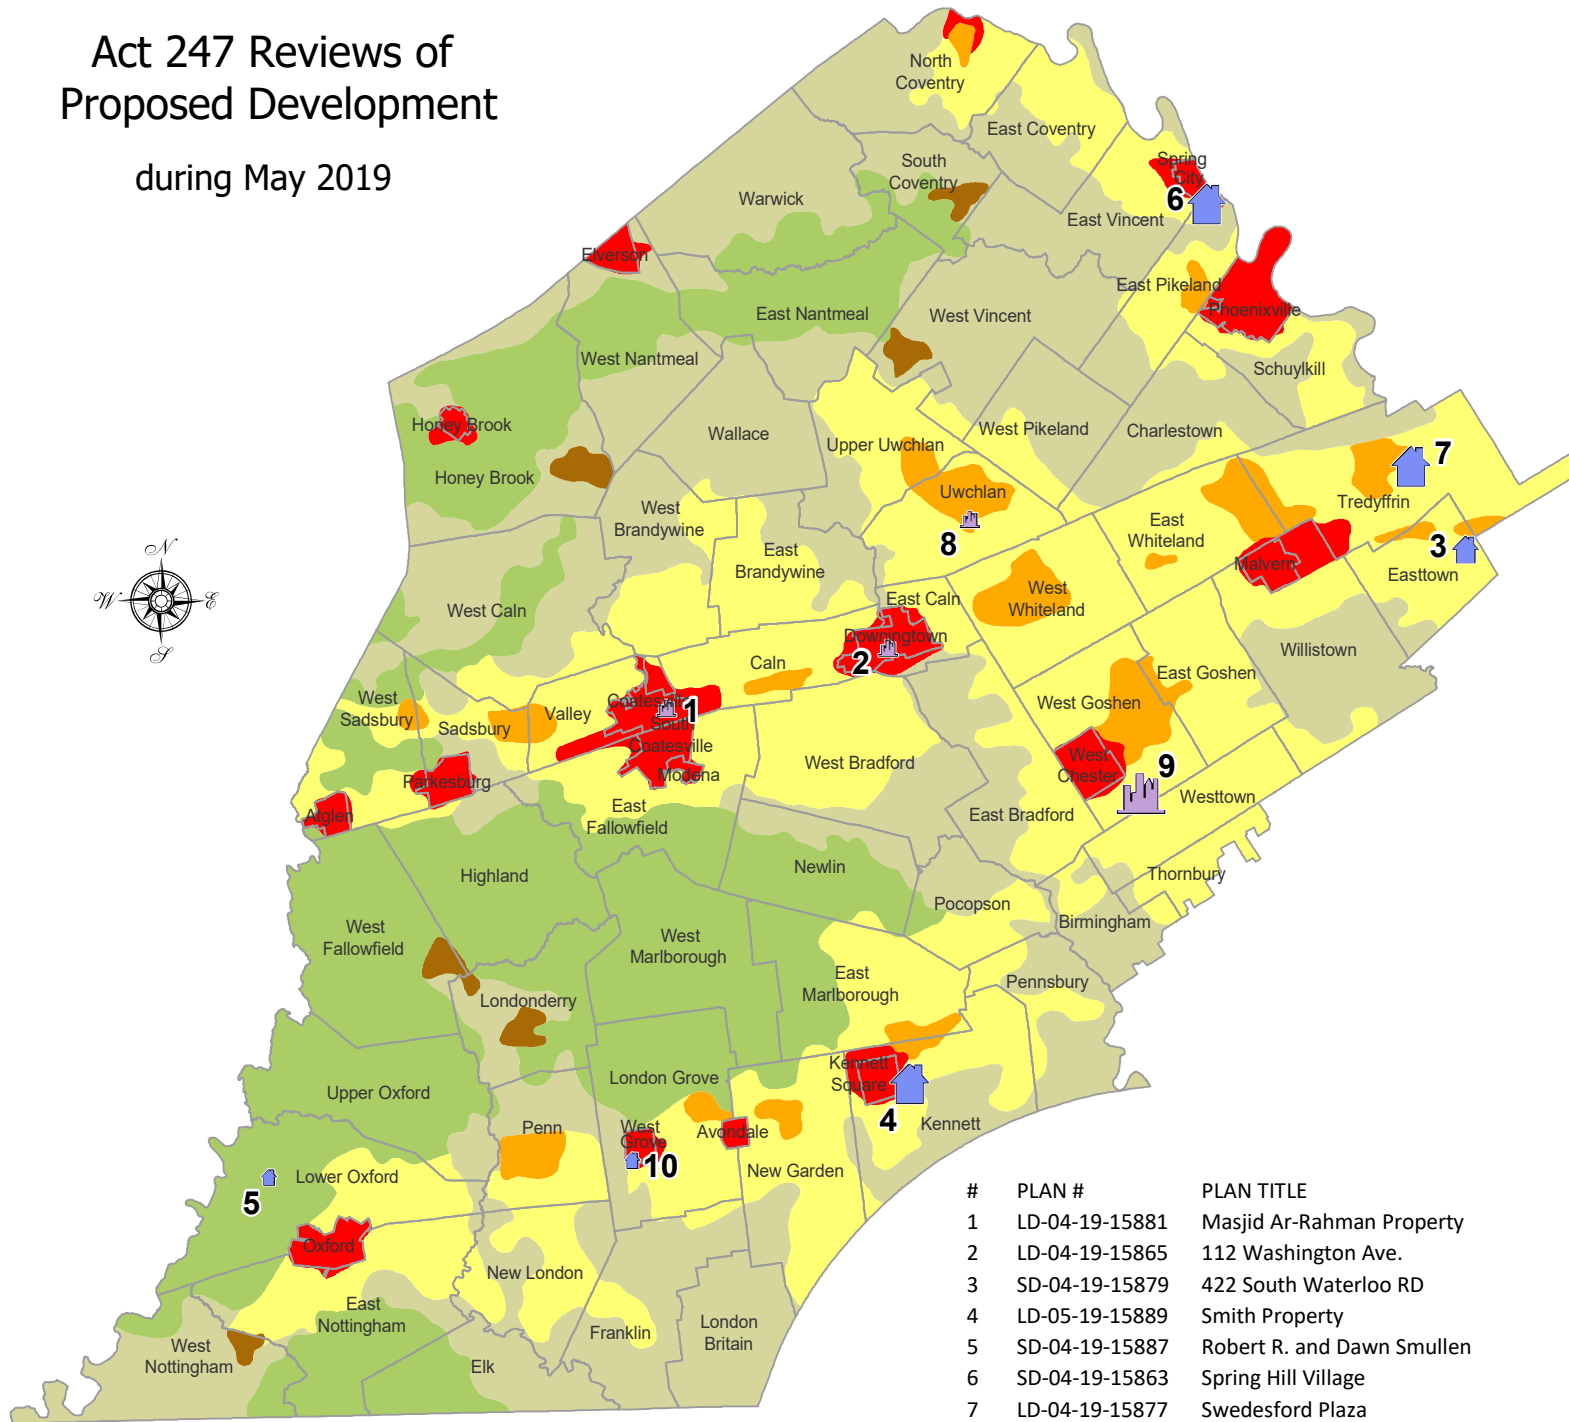 Act 247 Reviews of
Proposed Development
during May 2019
North
Coventry
East Coventry
Spring
City
6
South
Coventry
Warwick
East Vincent
Elverson
East Pikeland
Phoenixville
East Nantmeal
West Vincent
West Nantmeal
Schuylkill
Honey Brook
Wallace
Upper Uwchlan
West Pikeland
Charlestown
7
Honey Brook
Uwchlan
Tredyffrin
West
Brandywine
8
East
Whiteland
3
East
Brandywine
Malvern
Easttown
N
W
E
S
West Caln
East Caln
West
Whiteland
Downingtown
2
Caln
Willistown
West
Sadsbury
Sadsbury
Valley
Coatesville
1
South
Coatesville
Modena
East Goshen
West Goshen
West Bradford
West
Chester
9
Parkesburg
Westtown
Atglen
East
Fallowfield
East Bradford
Highland
Newlin
Thornbury
Pocopson
Birmingham
West
Fallowfield
West
Marlborough
East
Marlborough
Pennsbury
Londonderry
London Grove
Kennett
Square
Upper Oxford
4
Kennett
Penn
West
Grove
10
Avondale
New Garden
Lower Oxford
5
Oxford
New London
East
Nottingham
Franklin
London
Britain
West
Nottingham
Elk
# PLAN # PLAN TITLE
1 LD-04-19-15881 Masjid Ar-Rahman Property
2 LD-04-19-15865 112 Washington Ave.
3 SD-04-19-15879 422 South Waterloo RD
4 LD-05-19-15889 Smith Property
5 SD-04-19-15887 Robert R. and Dawn Smullen
6 SD-04-19-15863 Spring Hill Village
7 LD-04-19-15877 Swedesford Plaza